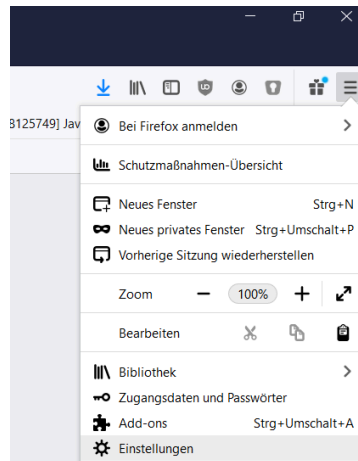 8125749] Jav
Bei Firefox anmelden
Schutzmaßnahmen-Übersicht
Neues Fenster Strg+N
Neues privates Fenster Strg+Umschalt+P
Vorherige Sitzung wiederherstellen
Zoom 100%
Bearbeiten
Bibliothek
Zugangsdaten und Passwörter
Add-ons Strg+Umschalt+A
Einstellungen